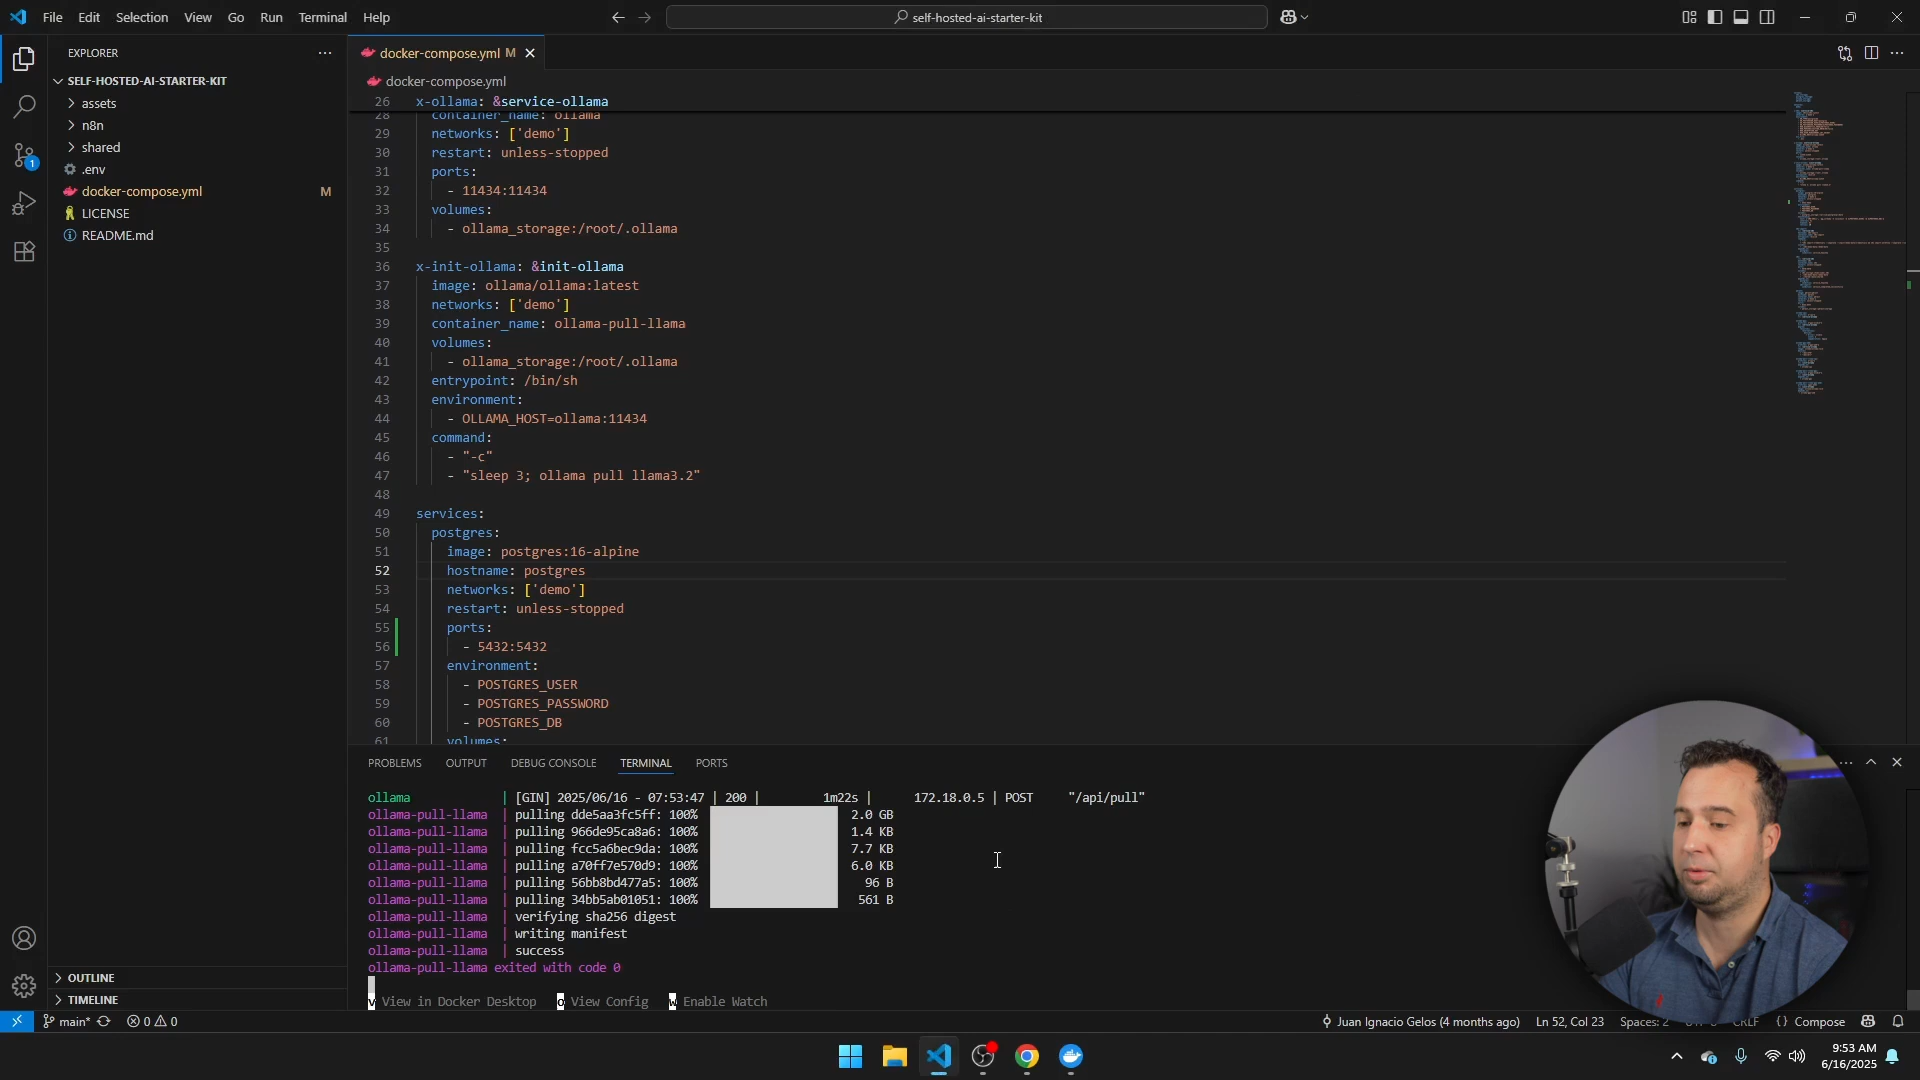 File Edit Selection View Go Run Terminal Help
self-hosted-ai-starter-kit
EXPLORER
SELF-HOSTED-AI-STARTER-KIT
assets
n8n
shared
.env
docker-compose.yml M
LICENSE
README.md
OUTLINE
TIMELINE
1
docker-compose.yml M
docker-compose.yml
26 x-ollama: &service-ollama
28 container_name: ollama
29 networks: ['demo']
30 restart: unless-stopped
31 ports:
32 - 11434:11434
33 volumes:
34 - ollama_storage:/root/.ollama
35
36 x-init-ollama: &init-ollama
37 image: ollama/ollama:latest
38 networks: ['demo']
39 container_name: ollama-pull-llama
40 volumes:
41 - ollama_storage:/root/.ollama
42 entrypoint: /bin/sh
43 environment:
44 - OLLAMA_HOST=ollama:11434
45 command:
46 - "-c"
47 - "sleep 3; ollama pull llama3.2"
48
49 services:
50 postgres:
51 image: postgres:16-alpine
52 hostname: postgres
53 networks: ['demo']
54 restart: unless-stopped
55 ports:
56 - 5432:5432
57 environment:
58 - POSTGRES_USER
59 - POSTGRES_PASSWORD
60 - POSTGRES_DB
61 volumes:
PROBLEMS OUTPUT DEBUG CONSOLE TERMINAL PORTS
ollama | [GIN] 2025/06/16 - 07:53:47 | 200 | 1m22s | 172.18.0.5 | POST "/api/pull"
ollama-pull-llama | pulling dde5aa3fc5ff: 100% 2.0 GB
ollama-pull-llama | pulling 966de95ca8a6: 100% 1.4 KB
ollama-pull-llama | pulling fcc5a6bec9da: 100% 7.7 KB
ollama-pull-llama | pulling a70ff7e570d9: 100% 6.0 KB
ollama-pull-llama | pulling 56bb8bd477a5: 100% 96 B
ollama-pull-llama | pulling 34bb5ab01051: 100% 561 B
ollama-pull-llama | verifying sha256 digest
ollama-pull-llama | writing manifest
ollama-pull-llama | success
ollama-pull-llama exited with code 0
v View in Docker Desktop o View Config w Enable Watch
main* 0 0 Juan Ignacio Gelos (4 months ago) Ln 52, Col 23 Spaces: 2 CRLF {} Compose
9:53 AM
6/16/2025